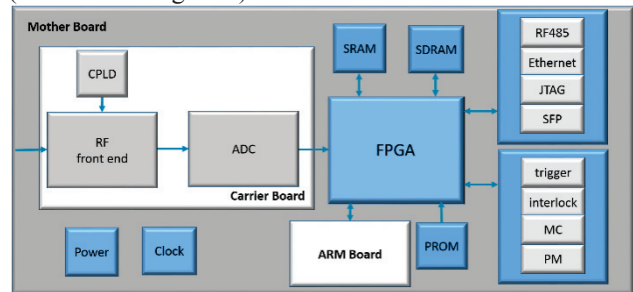 Mother Board
CPLD
RF
front end
ADC
Carrier Board
Power
Clock
SRAM
SDRAM
FPGA
ARM Board
PROM
RF485
Ethernet
JTAG
SFP
trigger
interlock
MC
PM